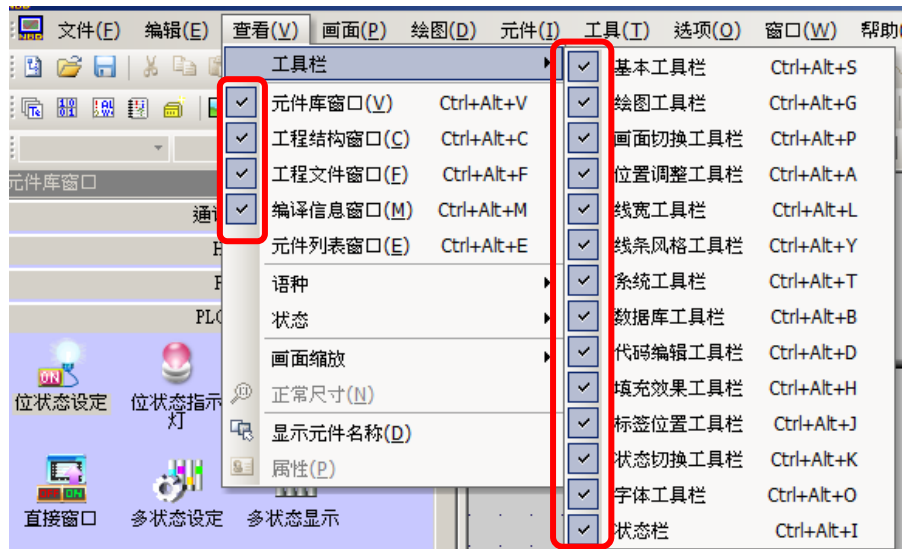 文件(F) 编辑(E) 查看(V) 画面(P) 绘图(D) 元件(I) 工具(T) 选项(O) 窗口(W) 帮助(
工具栏
元件库窗口(V) Ctrl+Alt+V
工程结构窗口(C) Ctrl+Alt+C
工程文件窗口(F) Ctrl+Alt+F
编译信息窗口(M) Ctrl+Alt+M
元件列表窗口(E) Ctrl+Alt+E
语种
状态
画面缩放
正常尺寸(N)
显示元件名称(D)
属性(P)
基本工具栏 Ctrl+Alt+S
绘图工具栏 Ctrl+Alt+G
画面切换工具栏 Ctrl+Alt+P
位置调整工具栏 Ctrl+Alt+A
线宽工具栏 Ctrl+Alt+L
线条风格工具栏 Ctrl+Alt+Y
系统工具栏 Ctrl+Alt+T
数据库工具栏 Ctrl+Alt+B
代码编辑工具栏 Ctrl+Alt+D
填充效果工具栏 Ctrl+Alt+H
标签位置工具栏 Ctrl+Alt+J
状态切换工具栏 Ctrl+Alt+K
字体工具栏 Ctrl+Alt+O
状态栏 Ctrl+Alt+I
元件库窗口
PLC
位状态设定 位状态指示
灯
直接窗口 多状态设定 多状态显示